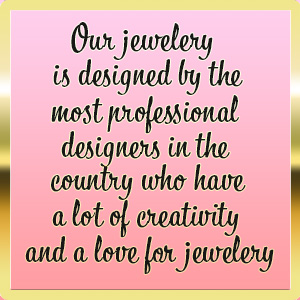 Our jewelery
is designed by the
most professional
designers in the
country who have
a lot of creativity
and a love for jewelery